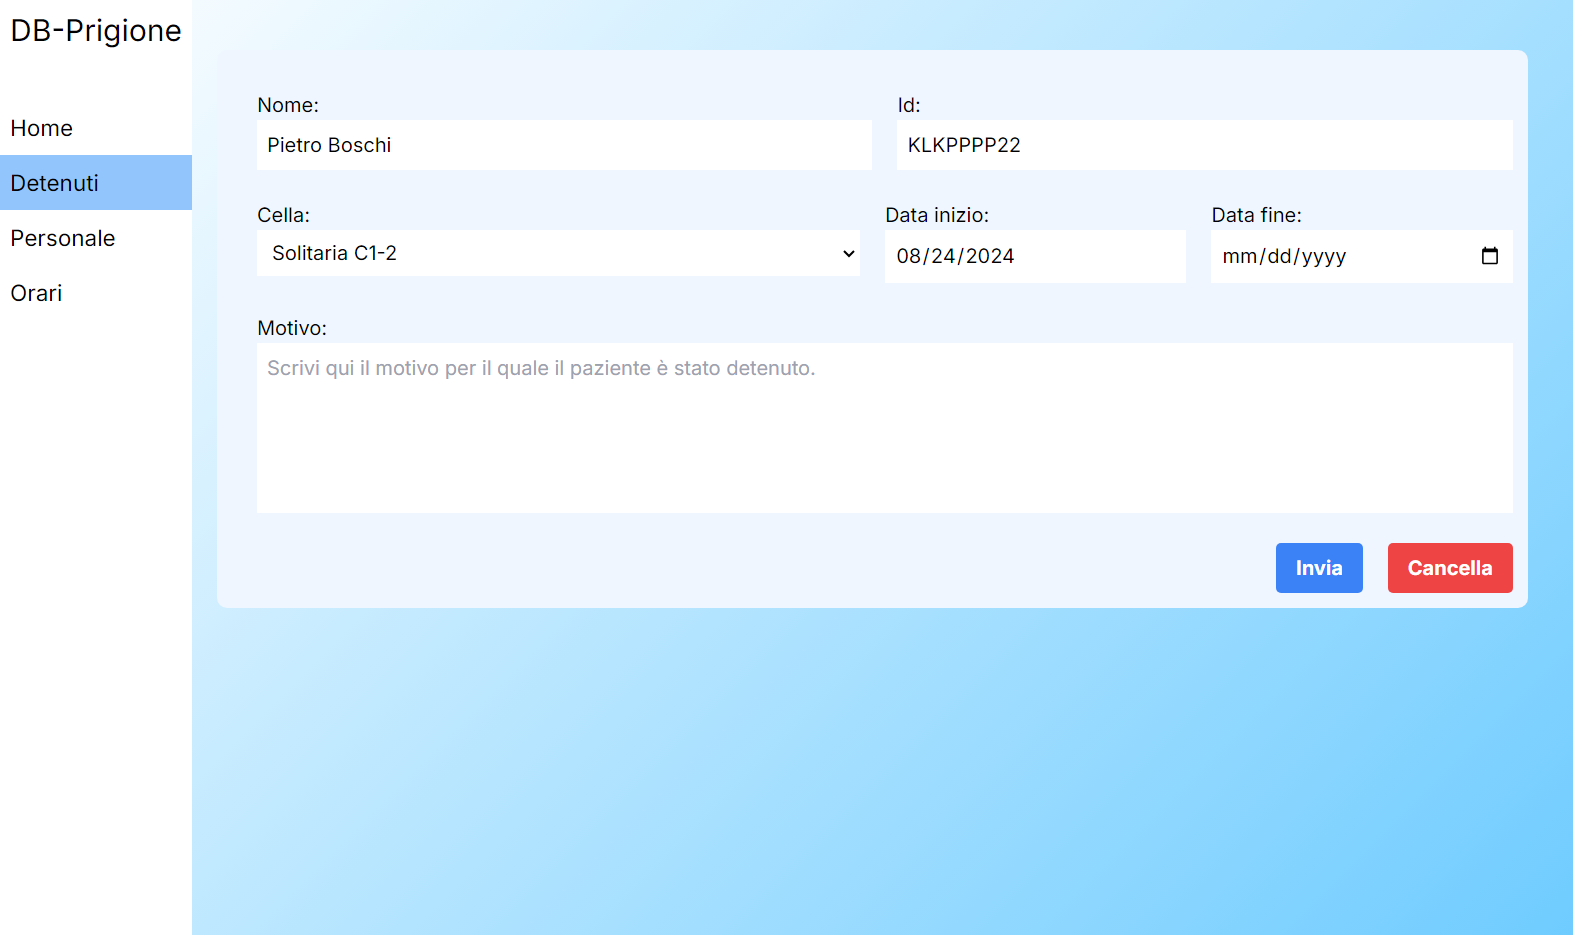 DB-Prigione
Home
Detenuti
Personale
Orari
Nome:
Pietro Boschi
Id:
KLKPPPP22
Cella:
Solitaria C1-2
Data inizio:
08/24/2024
Data fine:
mm/dd/yyyy
Motivo:
Scrivi qui il motivo per il quale il paziente è stato detenuto.
Invia
Cancella